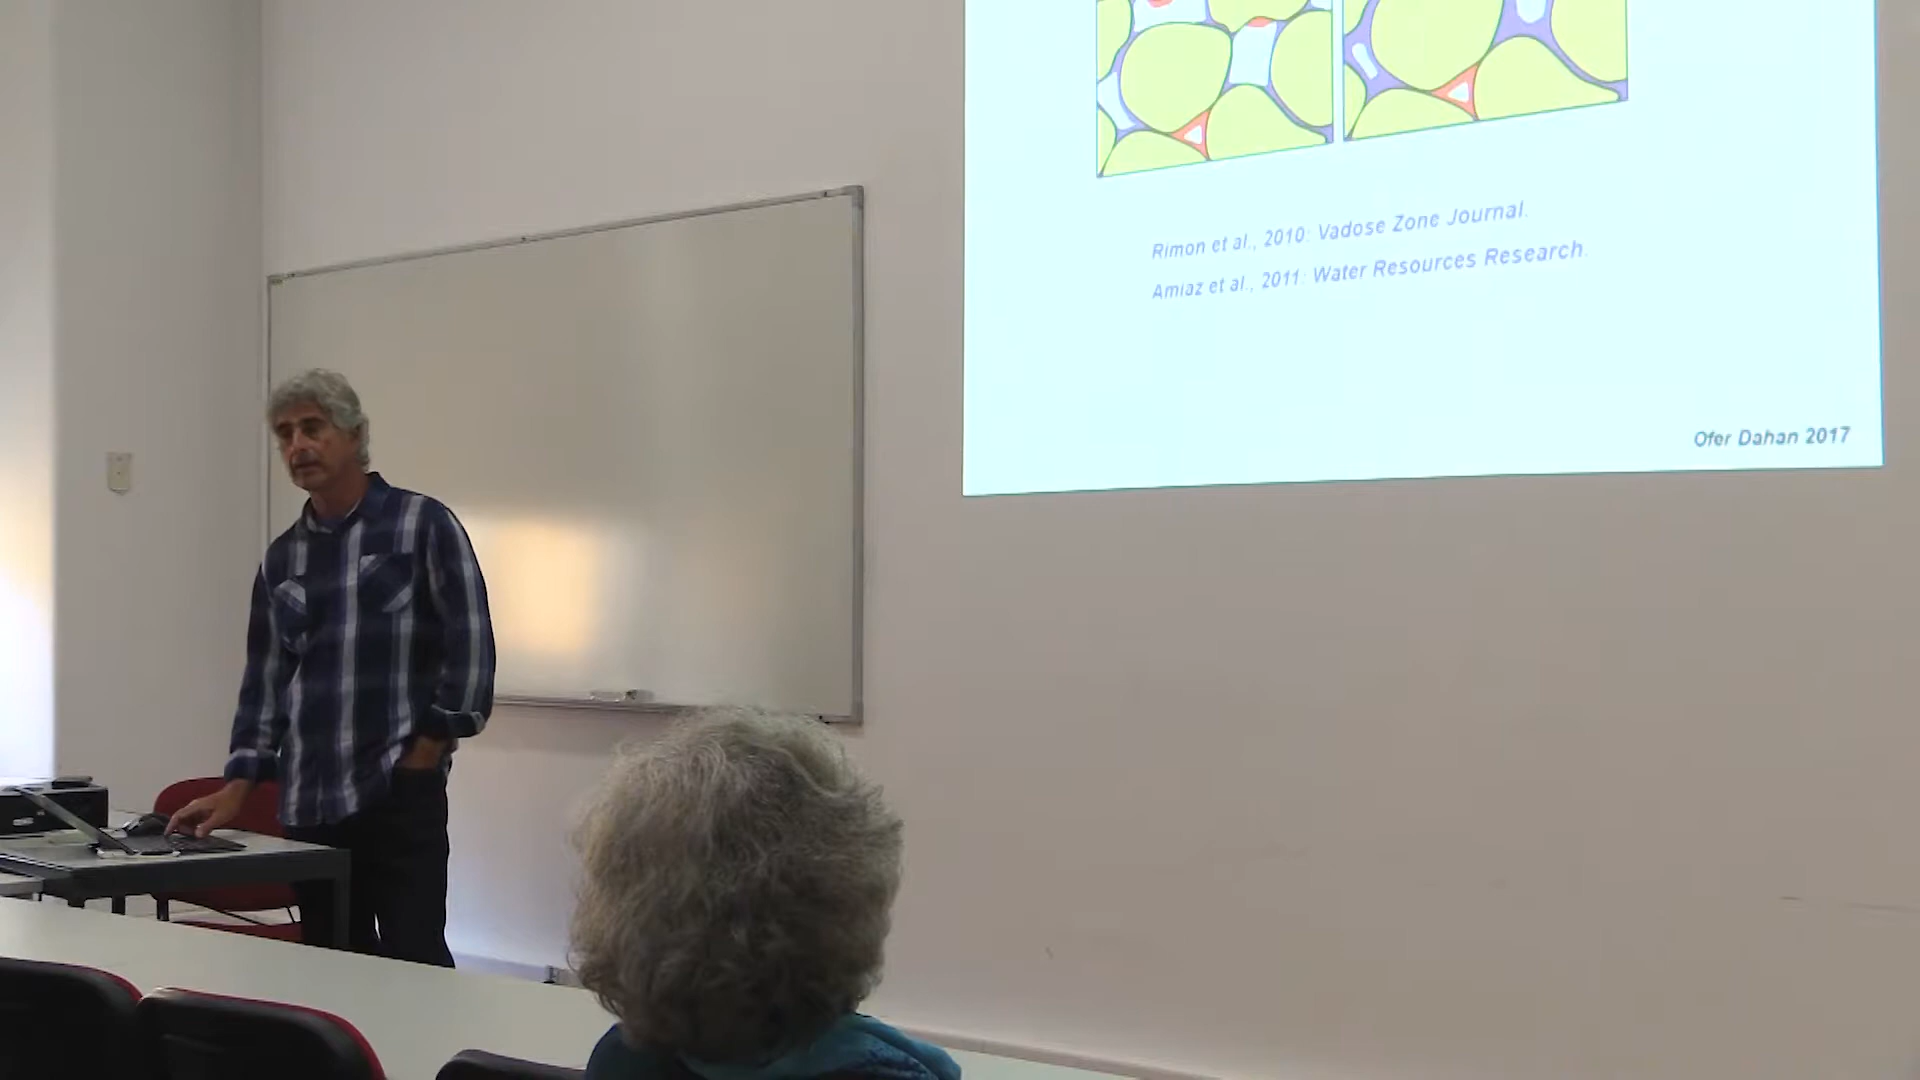 Rimon et al., 2010: Vadose Zone Journal.
Amiaz et al., 2011: Water Resources Research.
Ofer Dahan 2017